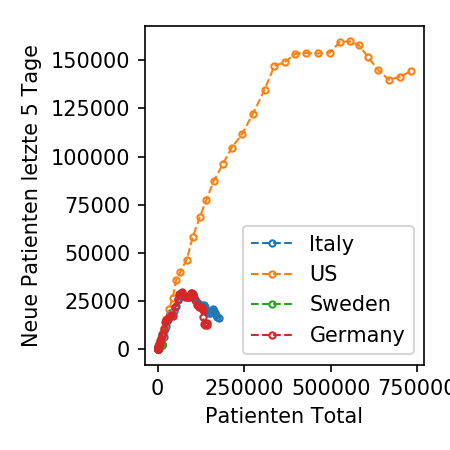 Neue Patienten letzte 5 Tage
150000
125000
100000
75000
50000
25000
0
Italy
US
Sweden
Germany
0 250000 500000 750000
Patienten Total